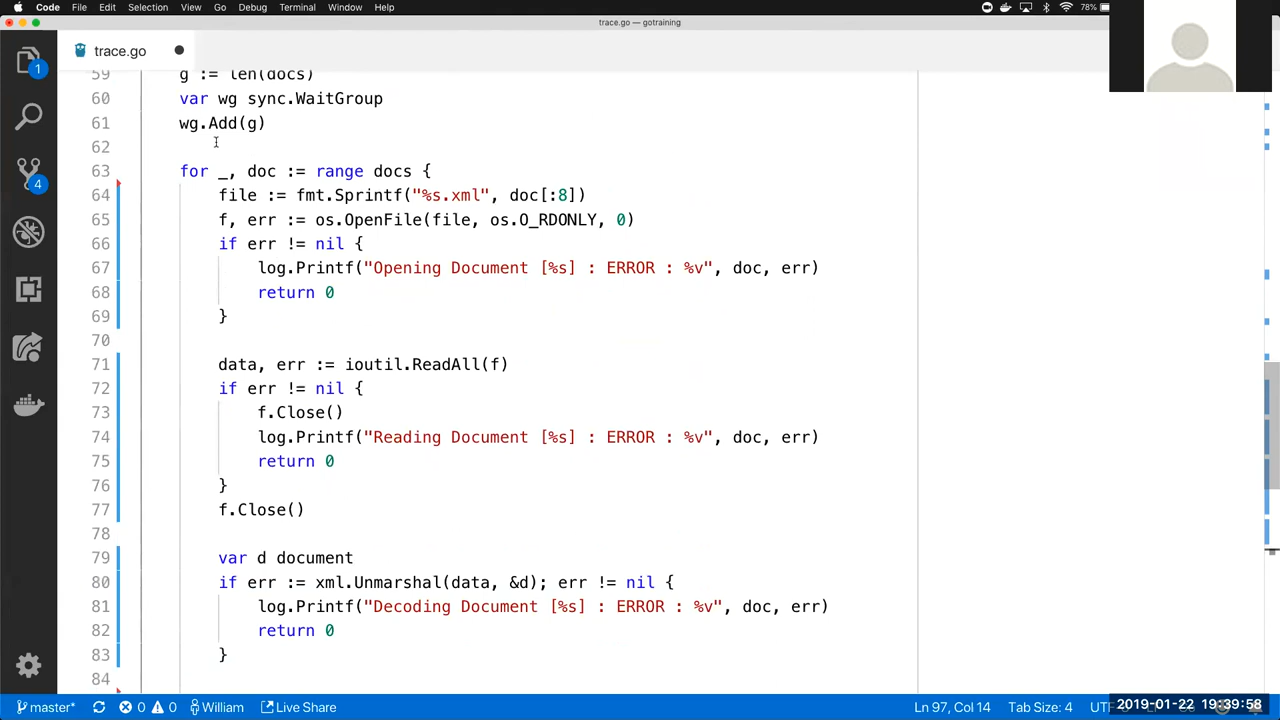 Code File Edit Selection View Go Debug Terminal Window Help 78%
trace.go — gotraining
trace.go
59 g := len(docs)
60 var wg sync.WaitGroup
61 wg.Add(g)
62
63 for _, doc := range docs {
64 file := fmt.Sprintf("%s.xml", doc[:8])
65 f, err := os.OpenFile(file, os.O_RDONLY, 0)
66 if err != nil {
67 log.Printf("Opening Document [%s] : ERROR : %v", doc, err)
68 return 0
69 }
70
71 data, err := ioutil.ReadAll(f)
72 if err != nil {
73 f.Close()
74 log.Printf("Reading Document [%s] : ERROR : %v", doc, err)
75 return 0
76 }
77 f.Close()
78
79 var d document
80 if err := xml.Unmarshal(data, &d); err != nil {
81 log.Printf("Decoding Document [%s] : ERROR : %v", doc, err)
82 return 0
83 }
84
1
4
master* 0 0 William Live Share Ln 97, Col 14 Tab Size: 4 2019-01-22 19:39:58